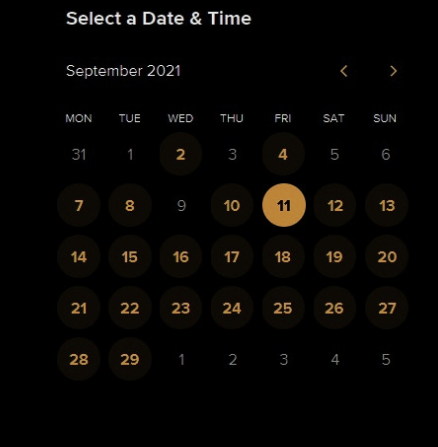 Select a Date & Time
September 2021
MON TUE WED THU FRI SAT SUN
31 1 2 3 4 5 6
7 8 9 10 11 12 13
14 15 16 17 18 19 20
21 22 23 24 25 26 27
28 29 1 2 3 4 5